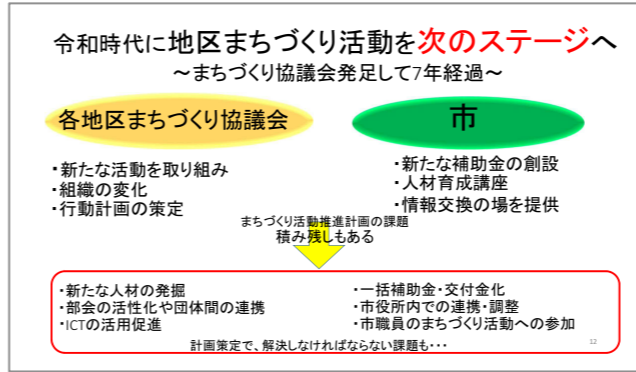 令和時代に地区まちづくり活動を次のステージへ
～まちづくり協議会発足して7年経過～
各地区まちづくり協議会
・新たな活動を取り組み
・組織の変化
・行動計画の策定
市
・新たな補助金の創設
・人材育成講座
・情報交換の場を提供
まちづくり活動推進計画の課題
積み残しもある
・新たな人材の発掘
・部会の活性化や団体間の連携
・ICTの活用促進
・一括補助金・交付金化
・市役所内での連携・調整
・市職員のまちづくり活動への参加
計画策定で、解決しなければならない課題も・・・
12